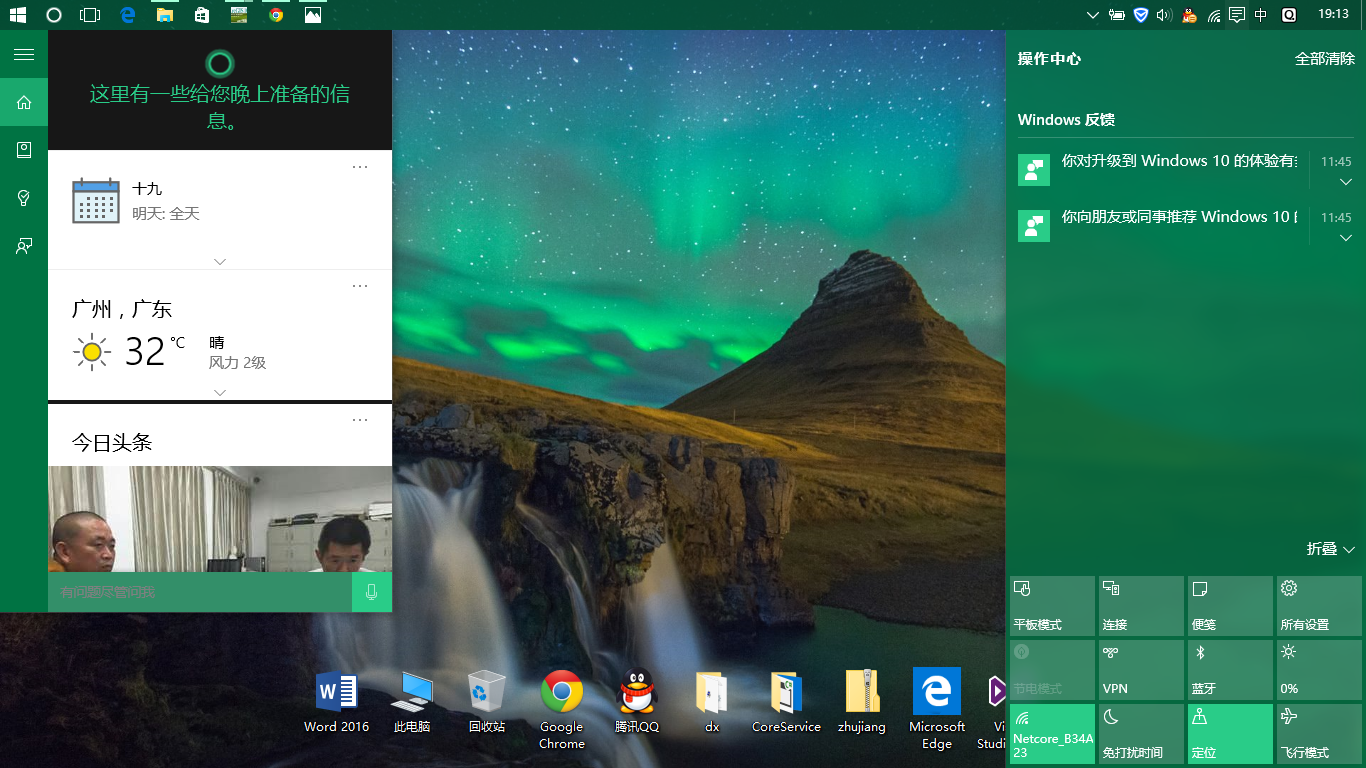 中
19:13
这里有一些给您晚上准备的信
息。
十九
明天: 全天
广州，广东
32 °C
晴
风力 2级
今日头条
有问题尽管问我
操作中心
全部清除
Windows 反馈
你对升级到 Windows 10 的体验有
11:45
你向朋友或同事推荐 Windows 10
11:45
折叠
平板模式
连接
便笺
所有设置
节电模式
VPN
蓝牙
0%
Netcore_B34A
23
免打扰时间
定位
飞行模式
Word 2016
此电脑
回收站
Google
Chrome
腾讯QQ
dx
CoreService
zhujiang
Microsoft
Edge
Vi
Studi